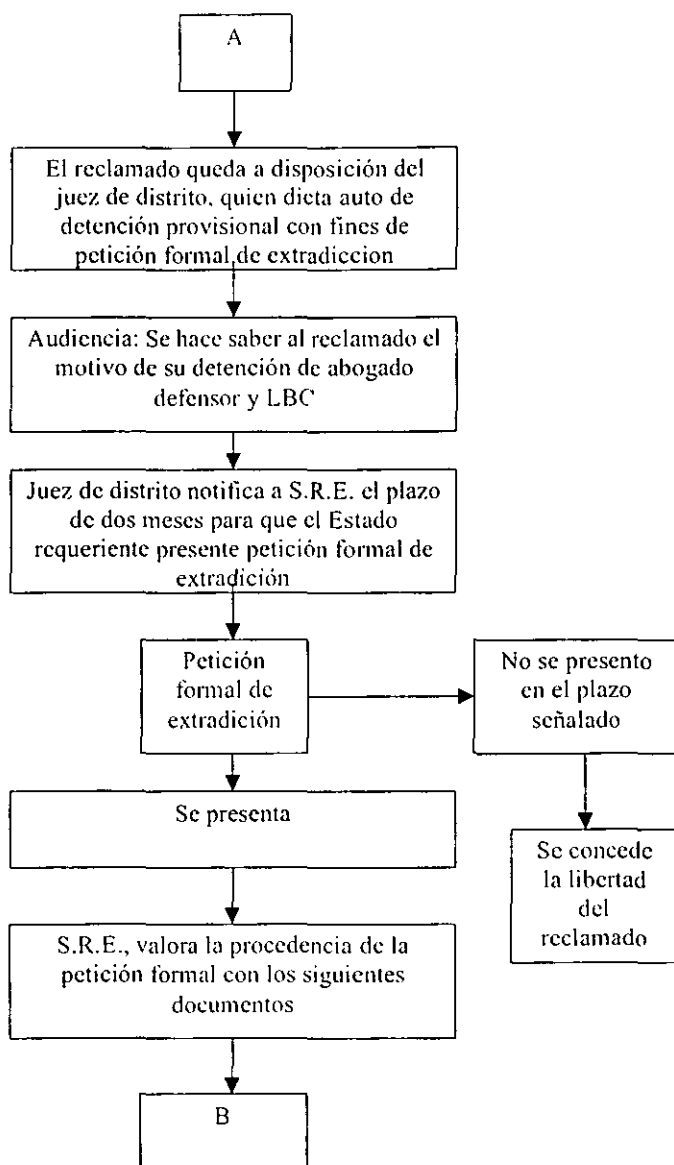 A
El reclamado queda a disposición del
juez de distrito, quien dicta auto de
detención provisional con fines de
petición formal de extradiccion
Audiencia: Se hace saber al reclamado el
motivo de su detención de abogado
defensor y LBC
Juez de distrito notifica a S.R.E. el plazo
de dos meses para que el Estado
requeriente presente petición formal de
extradición
Petición
formal de
extradición
No se presento
en el plazo
señalado
Se presenta
Se concede
la libertad
del
reclamado
S.R.E., valora la procedencia de la
petición formal con los siguientes
documentos
B